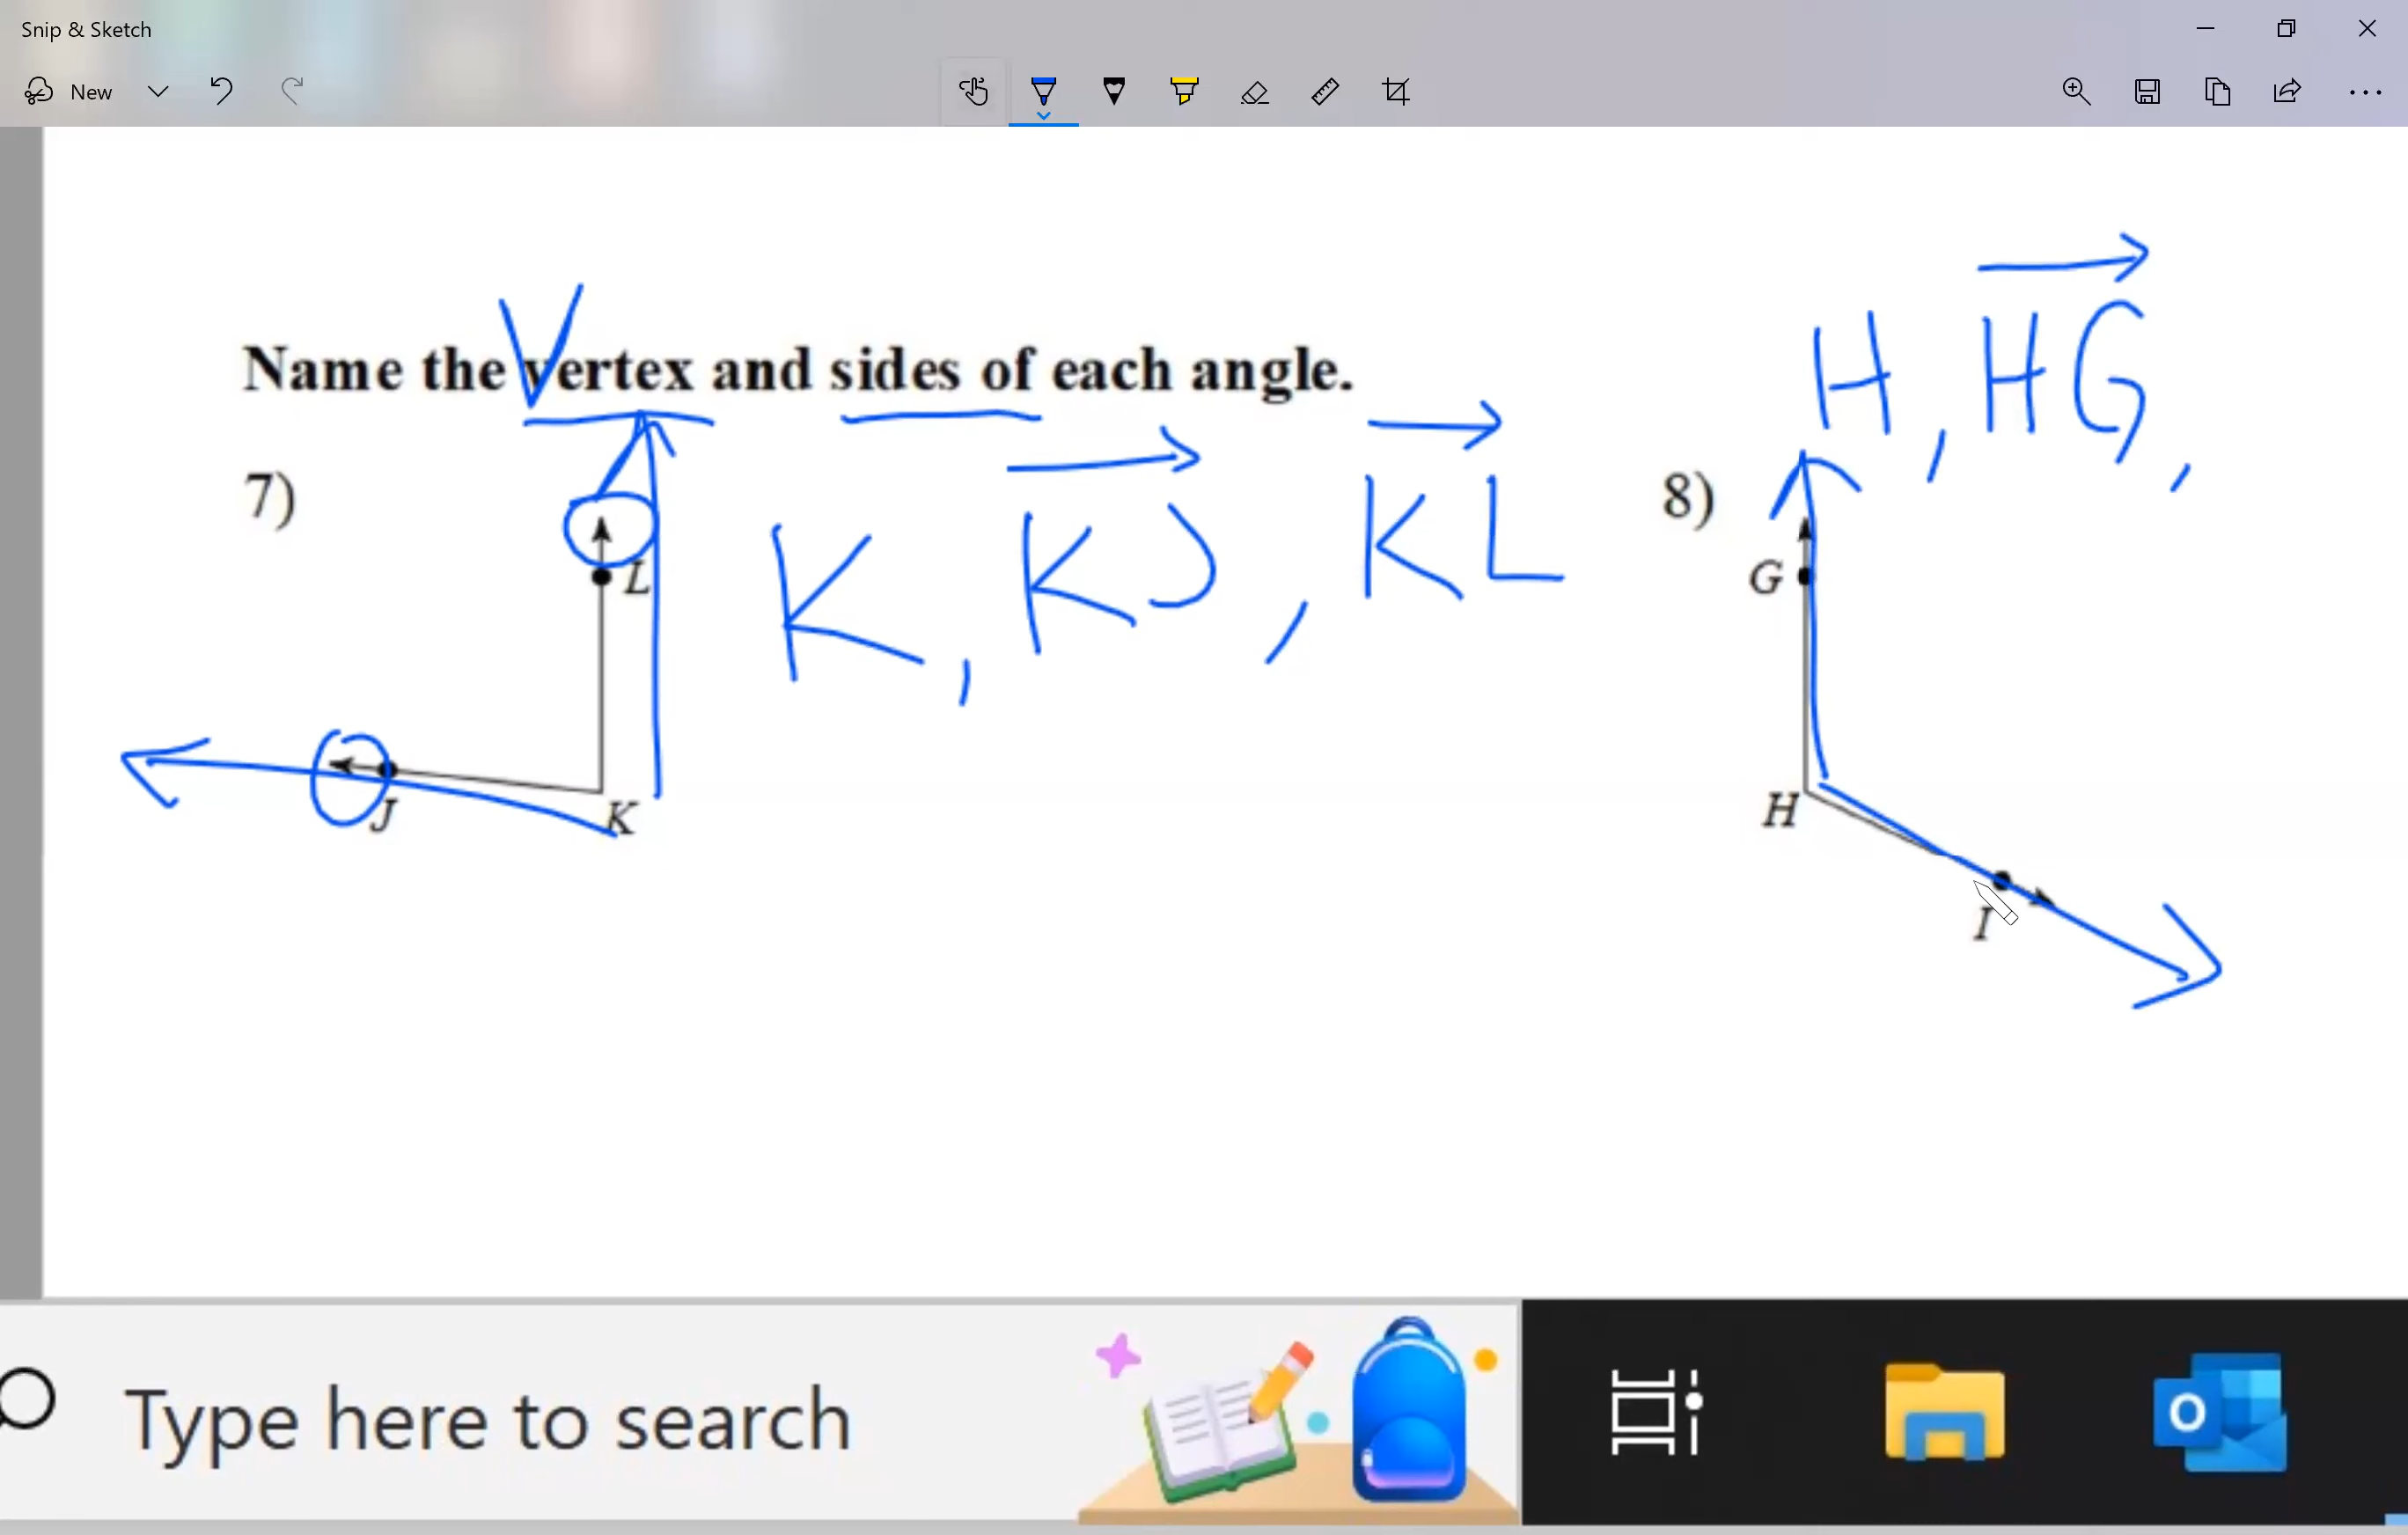 Snip & Sketch
New
V
Name the vertex and sides of each angle.
H, HG,
7)
K, KJ, KL
8)
L
G
J
K
H
I
Type here to search
O